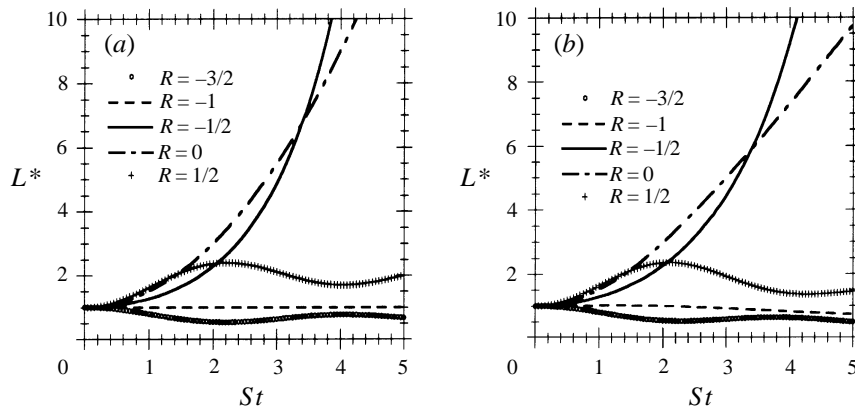 10
(a)
R = –3/2
8
R = –1
R = –1/2
6
R = 0
L*
R = 1/2
4
2
0
1
2
3
4
5
St
10
(b)
8
R = –3/2
R = –1
6
R = –1/2
L*
R = 0
R = 1/2
4
2
0
1
2
3
4
5
St